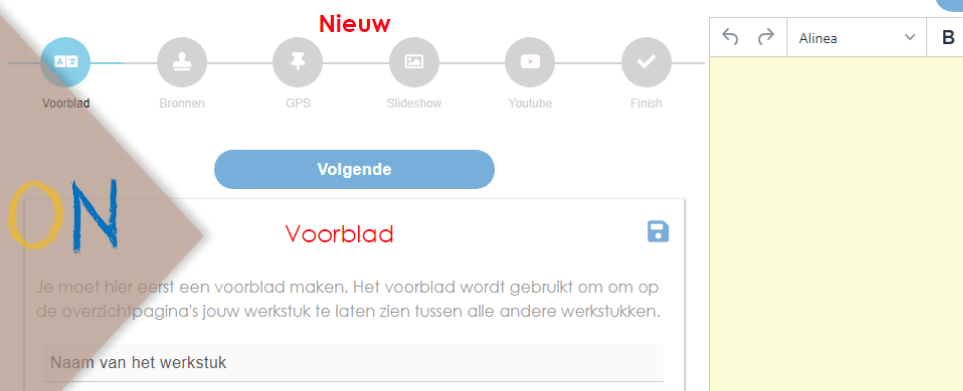 Nieuw
Alinea
B
Voorblad
Bronnen
GPS
Slideshow
Youtube
Finish
Volgende
ON
Voorblad
Je moet hier eerst een voorblad maken. Het voorblad wordt gebruikt om om op
de overzichtpagina's jouw werkstuk te laten zien tussen alle andere werkstukken.
Naam van het werkstuk